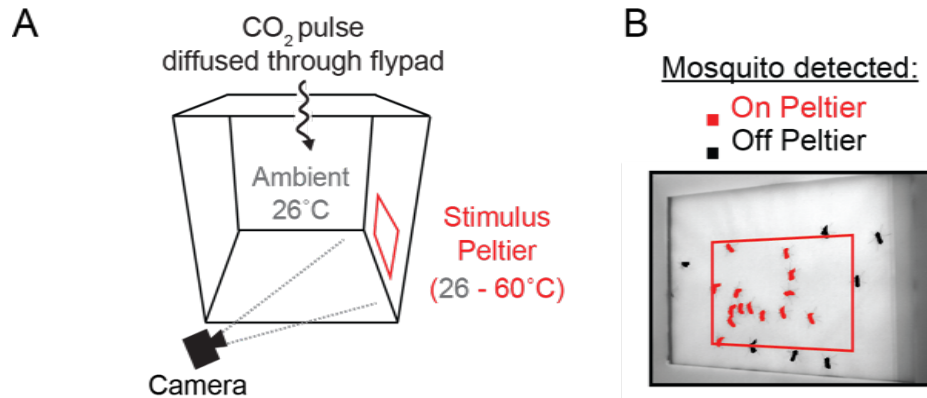 A
CO₂ pulse
diffused through flypad
Ambient
26˚C
Stimulus
Peltier
(26 - 60˚C)
Camera
B
Mosquito detected:
On Peltier
Off Peltier